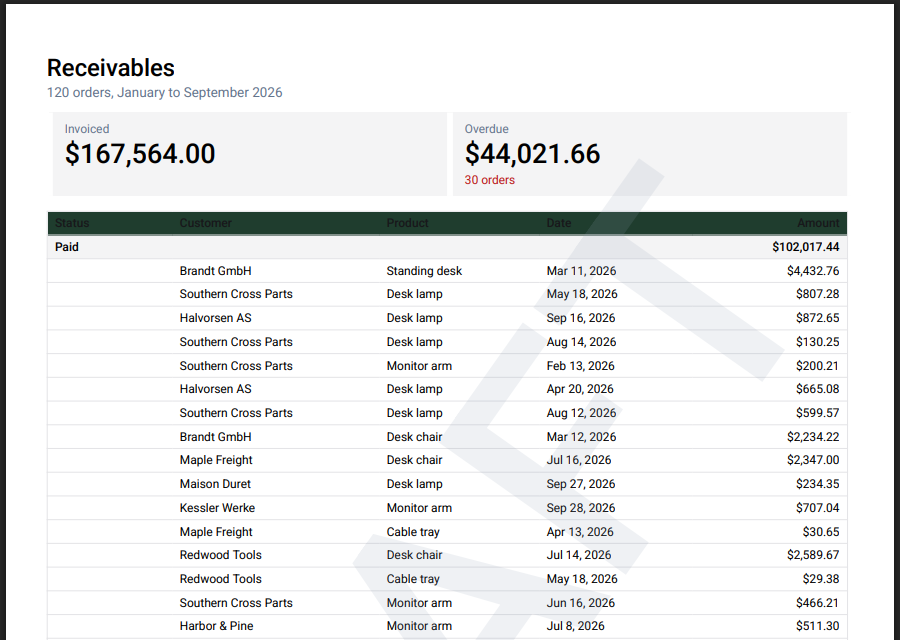 Receivables
120 orders, January to September 2026
Invoiced Overdue
$167,564.00 $44,021.66
30 orders
Status Customer Product Date Amount
Paid $102,017.44
Brandt GmbH Standing desk Mar 11, 2026 $4,432.76
Southern Cross Parts Desk lamp May 18, 2026 $807.28
Halvorsen AS Desk lamp Sep 16, 2026 $872.65
Southern Cross Parts Desk lamp Aug 14, 2026 $130.25
Southern Cross Parts Monitor arm Feb 13, 2026 $200.21
Halvorsen AS Desk lamp Apr 20, 2026 $665.08
Southern Cross Parts Desk lamp Aug 12, 2026 $599.57
Brandt GmbH Desk chair Mar 12, 2026 $2,234.22
Maple Freight Desk chair Jul 16, 2026 $2,347.00
Maison Duret Desk lamp Sep 27, 2026 $234.35
Kessler Werke Monitor arm Sep 28, 2026 $707.04
Maple Freight Cable tray Apr 13, 2026 $30.65
Redwood Tools Desk chair Jul 14, 2026 $2,589.67
Redwood Tools Cable tray May 18, 2026 $29.38
Southern Cross Parts Monitor arm Jun 16, 2026 $466.21
Harbor & Pine Monitor arm Jul 8, 2026 $511.30
AFT